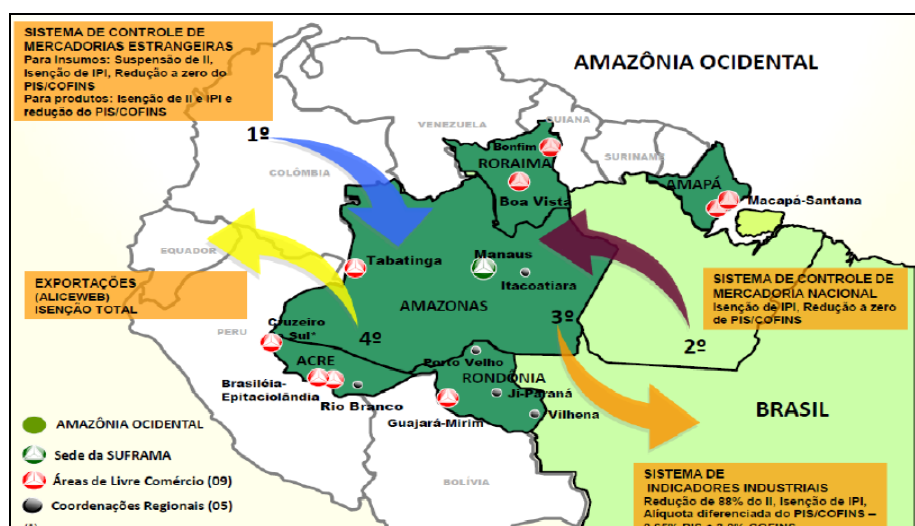 SISTEMA DE CONTROLE DE
MERCADORIAS ESTRANGEIRAS
Para Insumos: Suspensão de II,
Isenção de IPI, Redução a zero do
PIS/COFINS
Para produtos: Isenção de II e IPI e
redução do PIS/COFINS
AMAZÔNIA OCIDENTAL
1º
VENEZUELA
GUIANA
SURINAME
COLÔMBIA
Bonfim
RORAIMA
Boa Vista
AMAPÁ
Macapá-Santana
EQUADOR
Tabatinga
Manaus
Itacoatiara
AMAZONAS
EXPORTAÇÕES
(ALICEWEB)
ISENÇÃO TOTAL
SISTEMA DE CONTROLE DE
MERCADORIA NACIONAL
Isenção de IPI, Redução a zero
de PIS/COFINS
PERU
Cruzeiro
Sul*
4º
3º
2º
ACRE
Porto Velho
RONDÔNIA
Brasiléia-
Epitaciolândia
Rio Branco
Ji-Paraná
Guajará-Mirim
Vilhena
BRASIL
BOLÍVIA
AMAZÔNIA OCIDENTAL
Sede da SUFRAMA
Áreas de Livre Comércio (09)
Coordenações Regionais (05)
SISTEMA DE
INDICADORES INDUSTRIAIS
Redução de 88% do II, Isenção de IPI,
Alíquota diferenciada do PIS/COFINS –